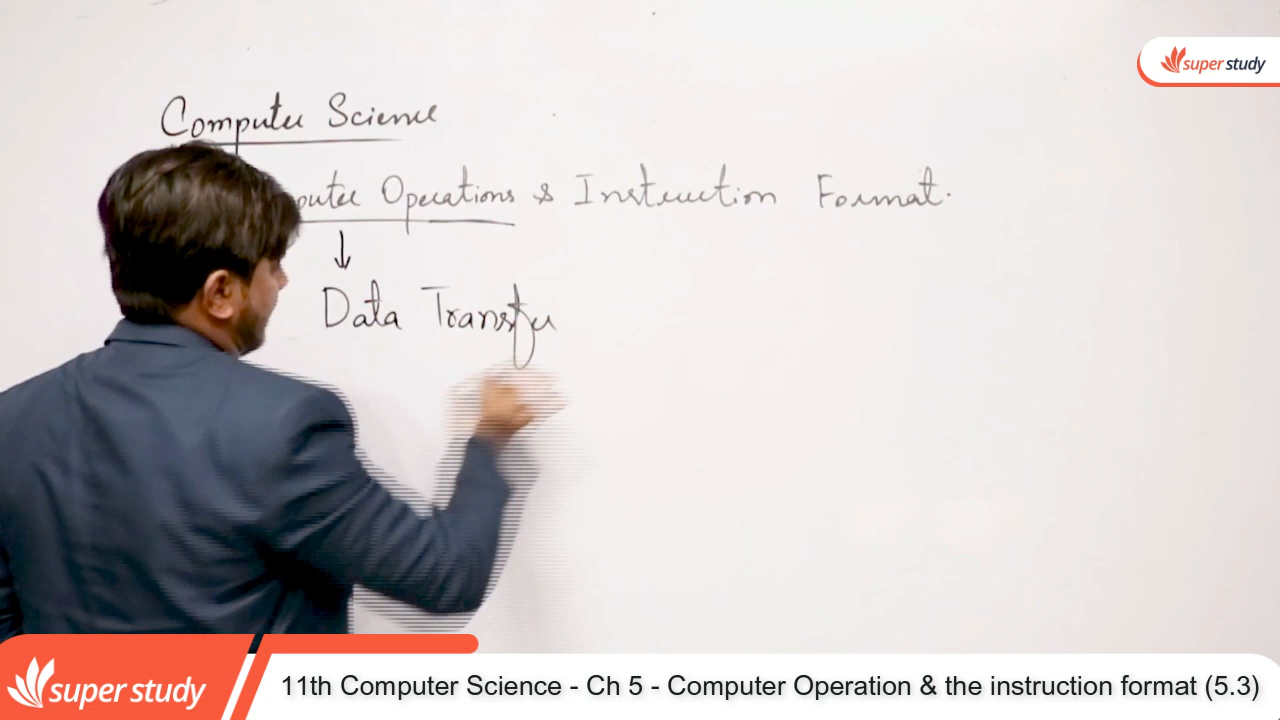 super study
Computer Science
puter Operations & Instruction Format.
Data Transfer
super study
11th Computer Science - Ch 5 - Computer Operation & the instruction format (5.3)